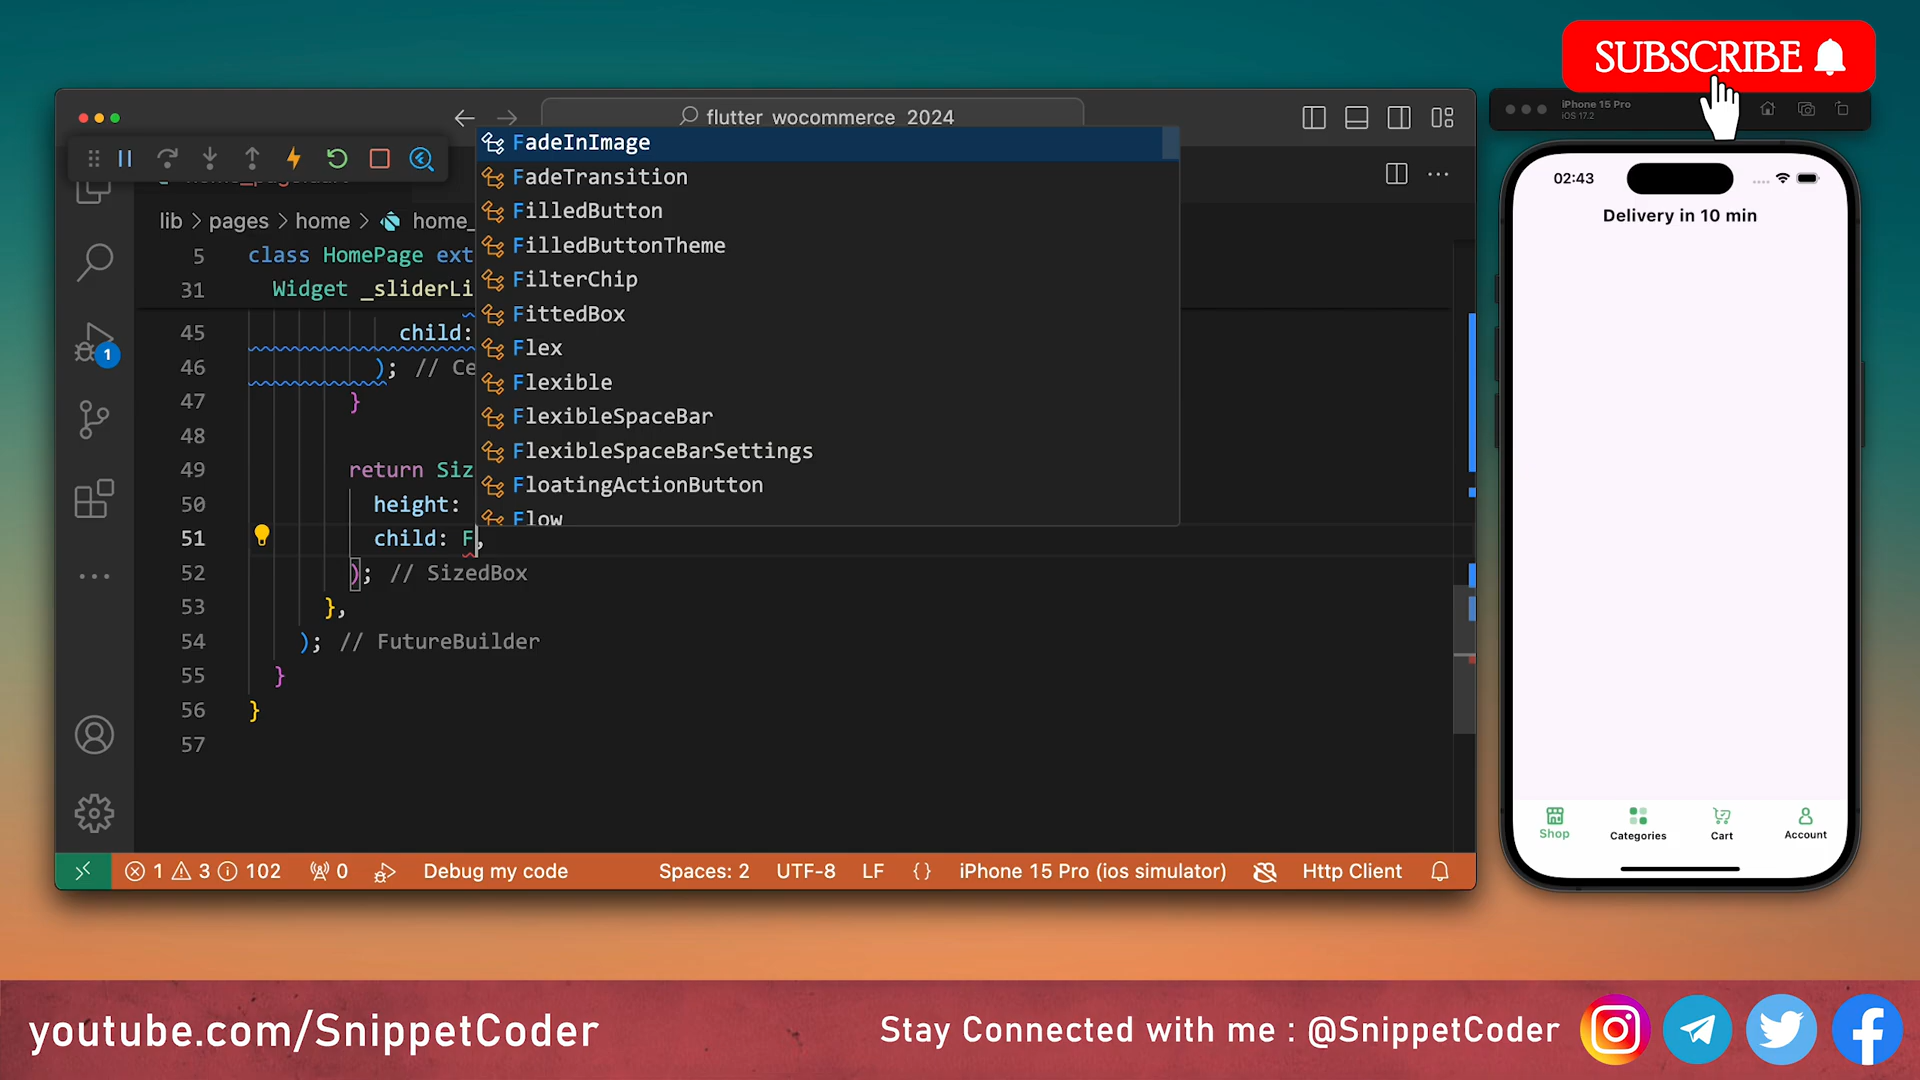 SUBSCRIBE
iPhone 15 Pro
iOS 17.2
flutter_wocommerce_2024
lib > pages > home > home_
5 class HomePage ext
31 Widget _sliderLi
45 child:
46 ); // Ce
47 }
48
49 return Siz
50 height:
51 child: F,
52 ); // SizedBox
53 },
54 ); // FutureBuilder
55 }
56 }
57
FadeInImage
FadeTransition
FilledButton
FilledButtonTheme
FilterChip
FittedBox
Flex
Flexible
FlexibleSpaceBar
FlexibleSpaceBarSettings
FloatingActionButton
Flow
1
1 3 102 0 Debug my code Spaces: 2 UTF-8 LF {} iPhone 15 Pro (ios simulator) Http Client
02:43
Delivery in 10 min
Shop Categories Cart Account
youtube.com/SnippetCoder
Stay Connected with me : @SnippetCoder